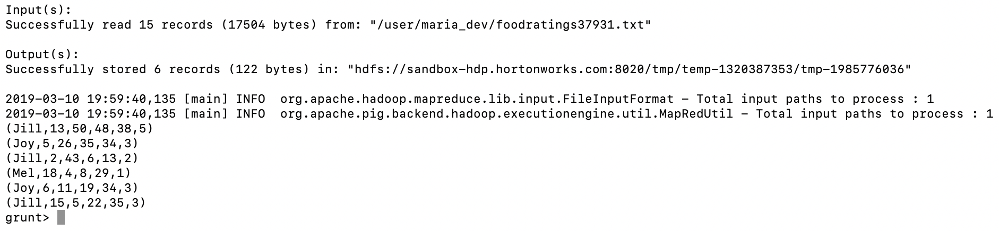 Input(s):
Successfully read 15 records (17504 bytes) from: "/user/maria_dev/foodratings37931.txt"
Output(s):
Successfully stored 6 records (122 bytes) in: "hdfs://sandbox-hdp.hortonworks.com:8020/tmp/temp-1320387353/tmp-1985776036"
2019-03-10 19:59:40,135 [main] INFO  org.apache.hadoop.mapreduce.lib.input.FileInputFormat - Total input paths to process : 1
2019-03-10 19:59:40,135 [main] INFO  org.apache.pig.backend.hadoop.executionengine.util.MapRedUtil - Total input paths to process : 1
(Jill,13,50,48,38,5)
(Joy,5,26,35,34,3)
(Jill,2,43,6,13,2)
(Mel,18,4,8,29,1)
(Joy,6,11,19,34,3)
(Jill,15,5,22,35,3)
grunt>